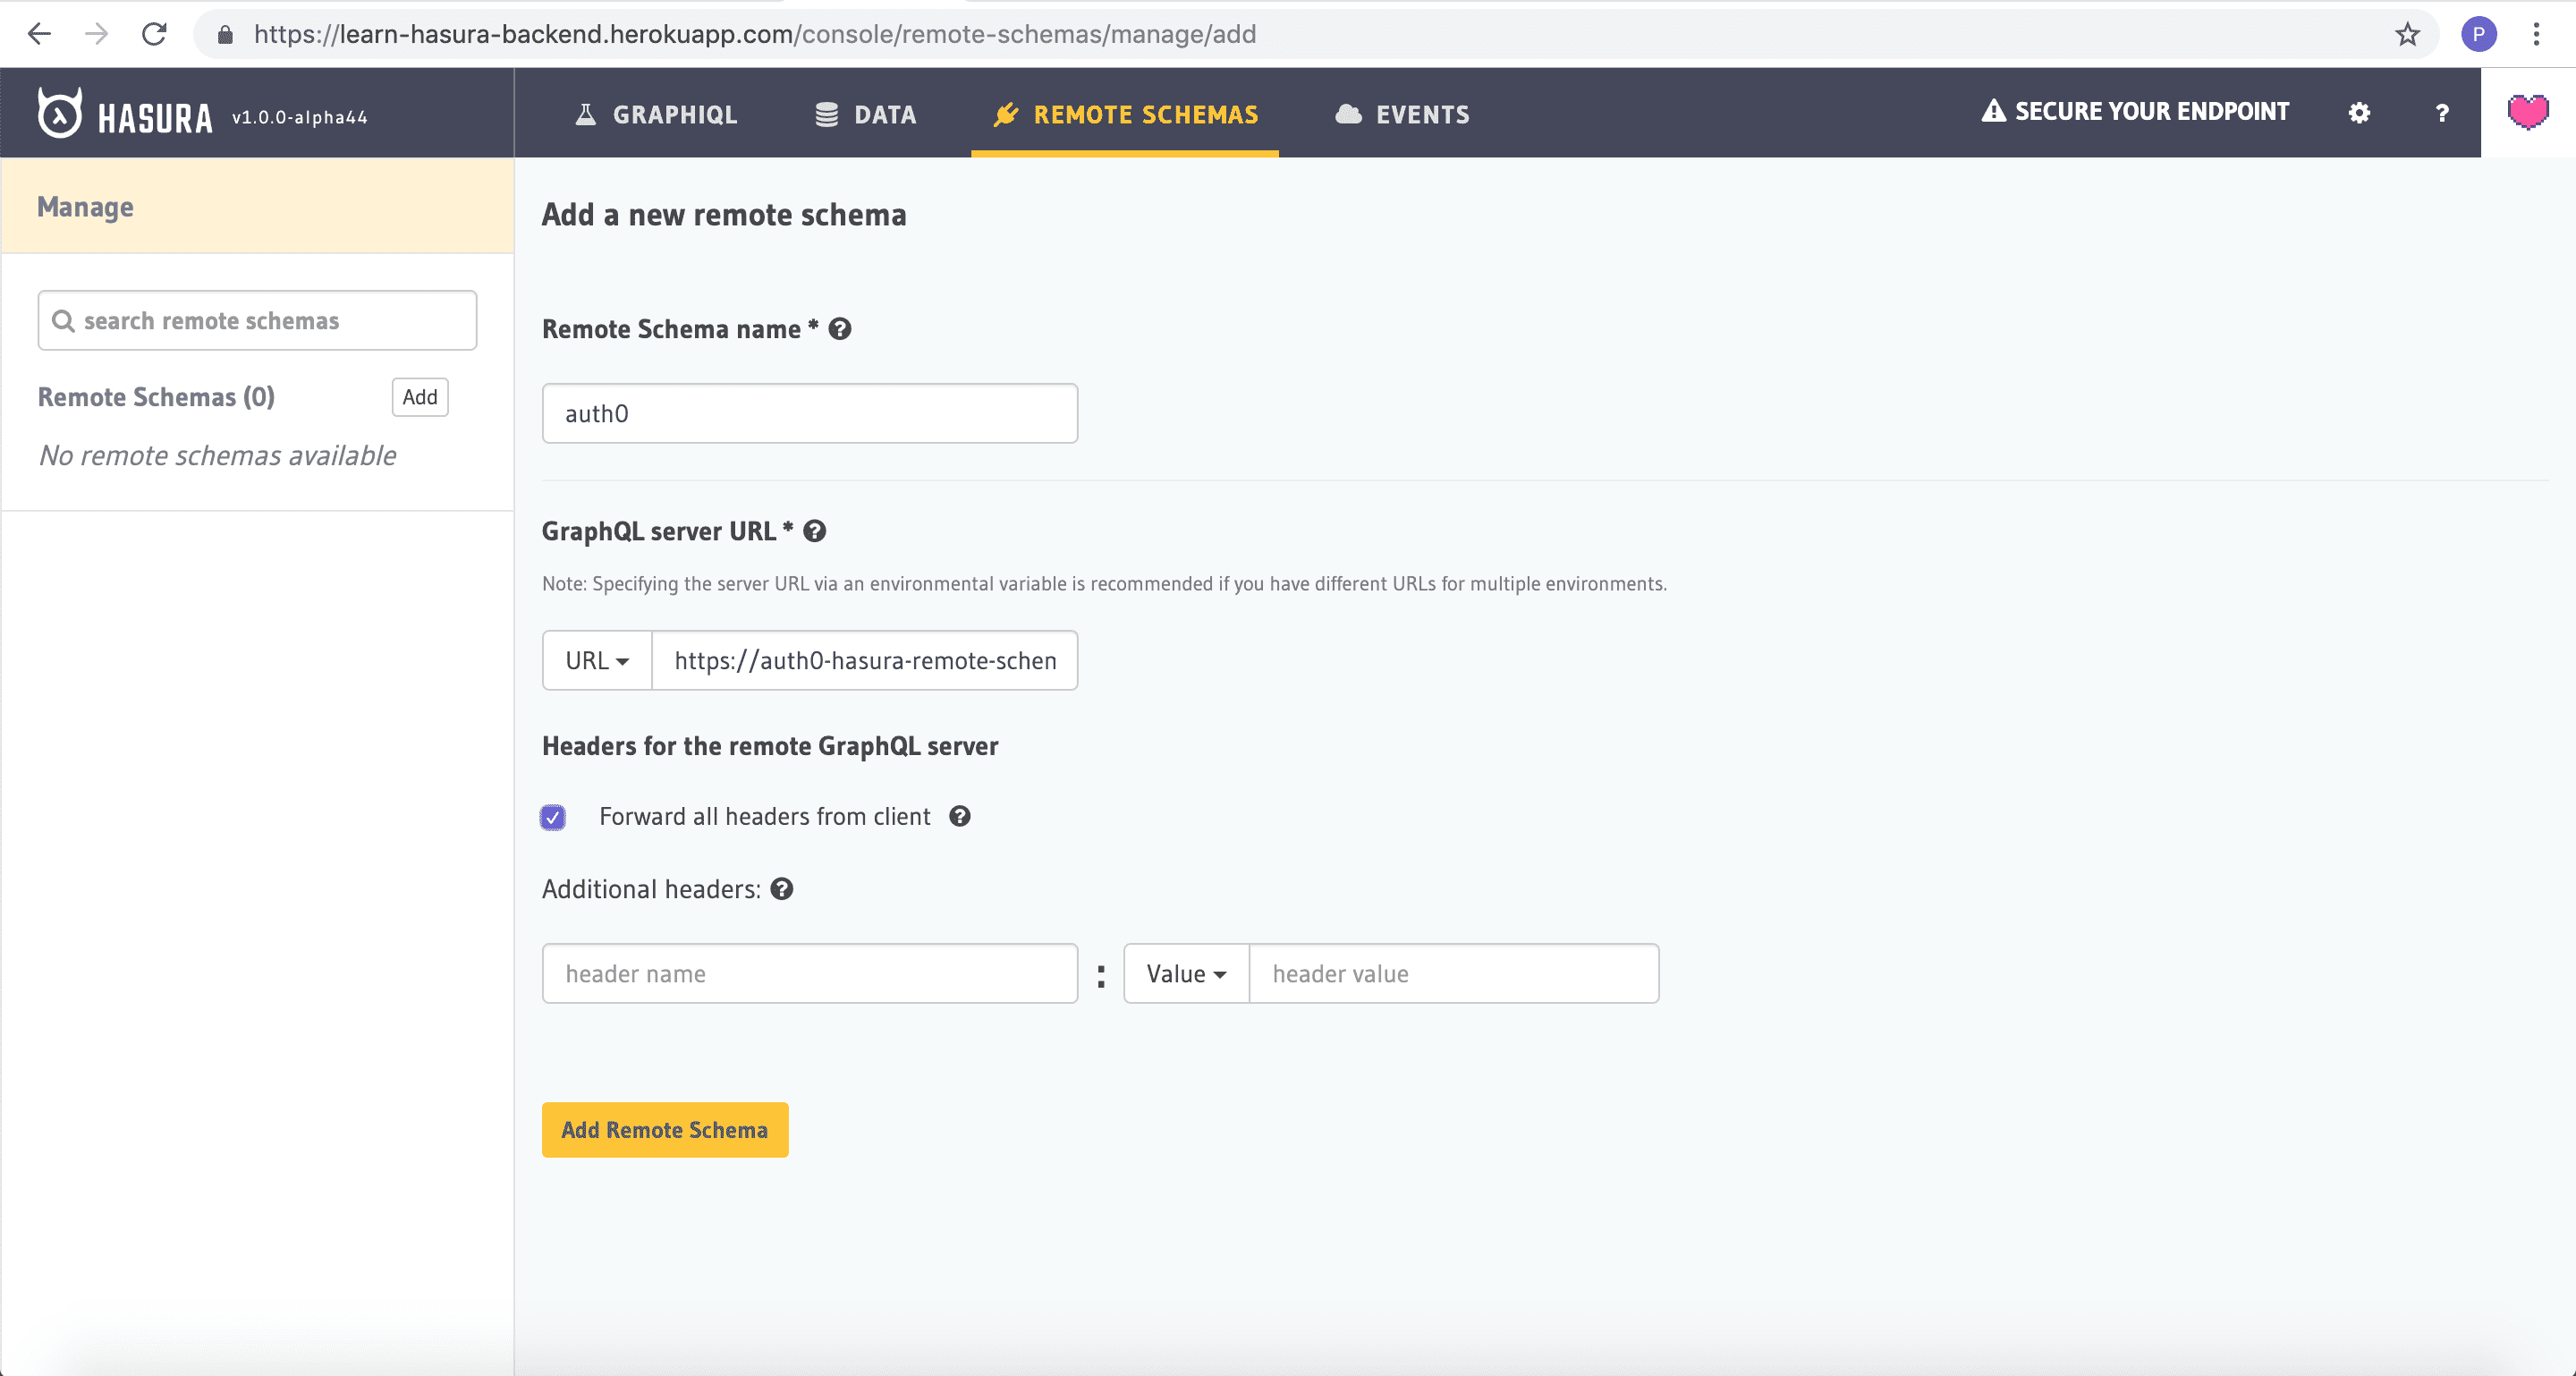 https://learn-hasura-backend.herokuapp.com/console/remote-schemas/manage/add
P
HASURA v1.0.0-alpha44
GRAPHIQL
DATA
REMOTE SCHEMAS
EVENTS
SECURE YOUR ENDPOINT
?
Manage
search remote schemas
Remote Schemas (0)
Add
No remote schemas available
Add a new remote schema
Remote Schema name * ?
auth0
GraphQL server URL * ?
Note: Specifying the server URL via an environmental variable is recommended if you have different URLs for multiple environments.
URL
https://auth0-hasura-remote-schen
Headers for the remote GraphQL server
Forward all headers from client ?
Additional headers: ?
header name : Value header value
Add Remote Schema